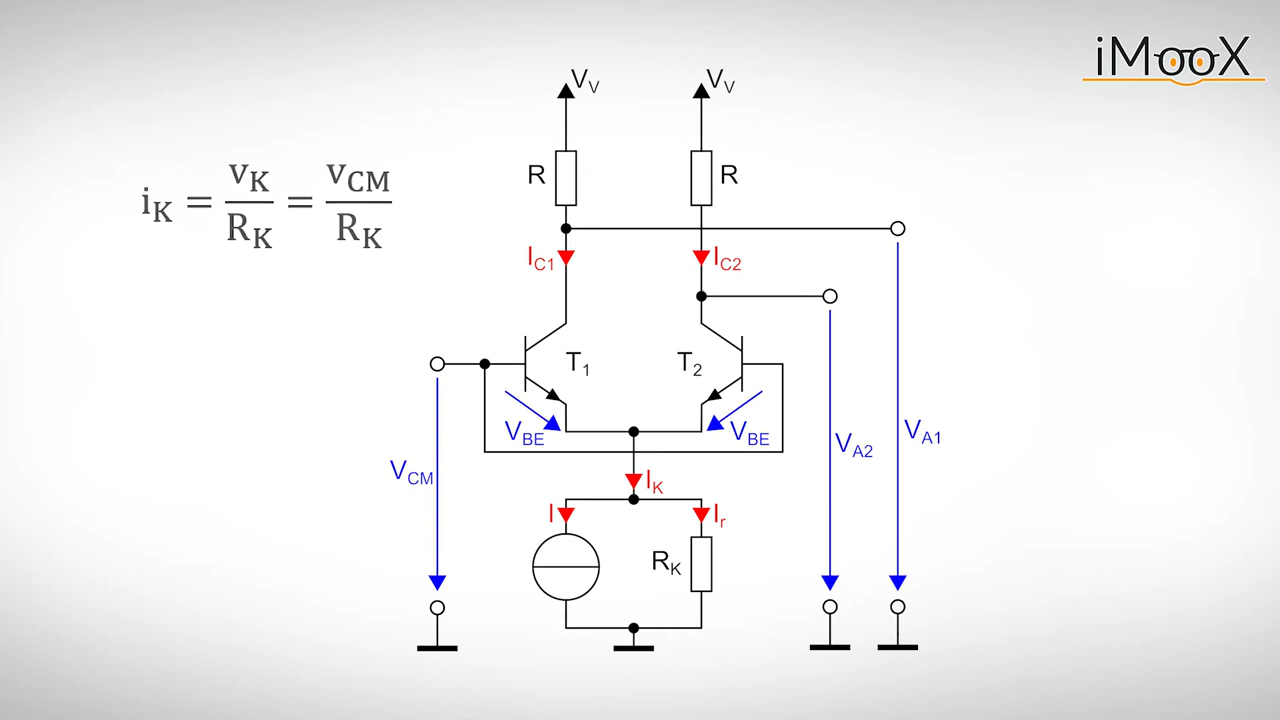 iMooX
V_V V_V
i_K = v_K / R_K = v_CM / R_K
R R
I_C1 I_C2
T_1 T_2
V_BE V_BE
V_A2 V_A1
V_CM
I_K
I I_r
R_K